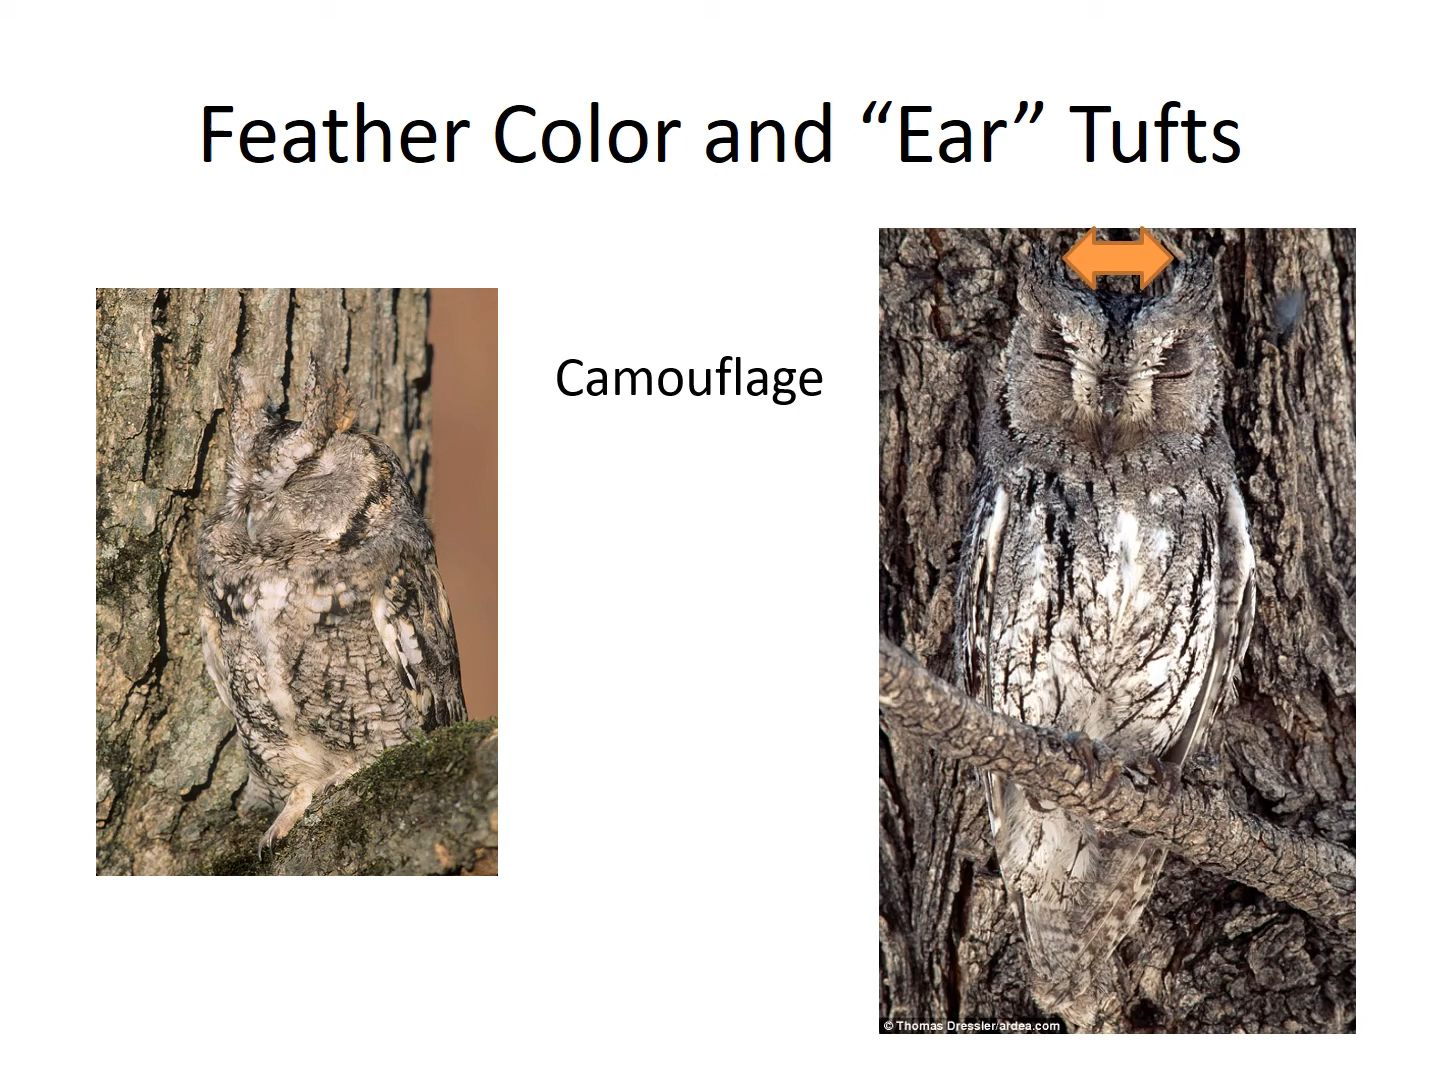 Feather Color and “Ear” Tufts
Camouflage
© Thomas Dressler/ardea.com